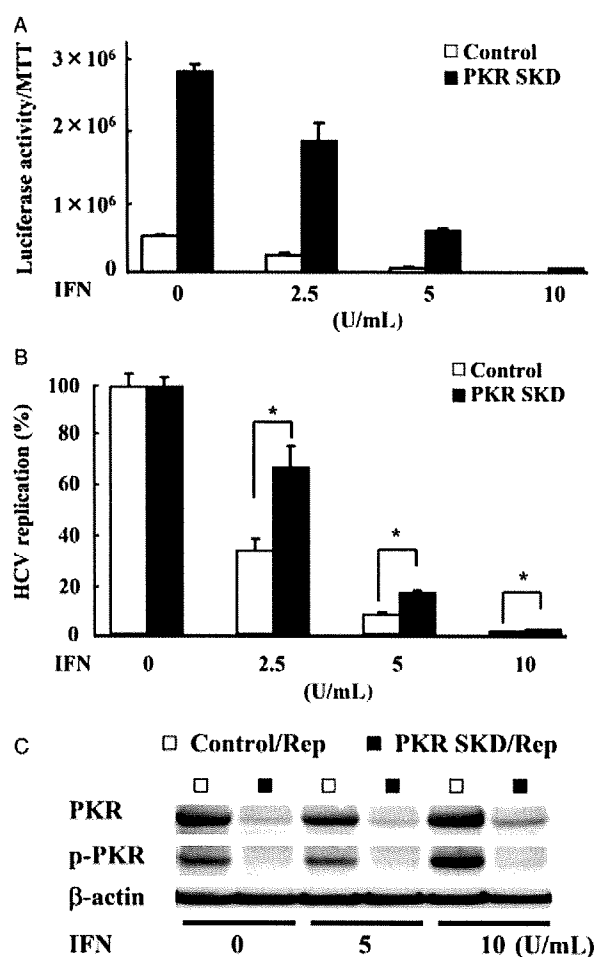 A
Luciferase activity/MTT
3×10⁶
2×10⁶
1×10⁶
0
□ Control
■ PKR SKD
IFN 0 2.5 5 10
(U/mL)
B
HCV replication (%)
100
80
60
40
20
0
□ Control
■ PKR SKD
* * *
IFN 0 2.5 5 10
(U/mL)
C □ Control/Rep ■ PKR SKD/Rep
□ ■ □ ■ □ ■
PKR
p-PKR
β-actin
IFN 0 5 10 (U/mL)